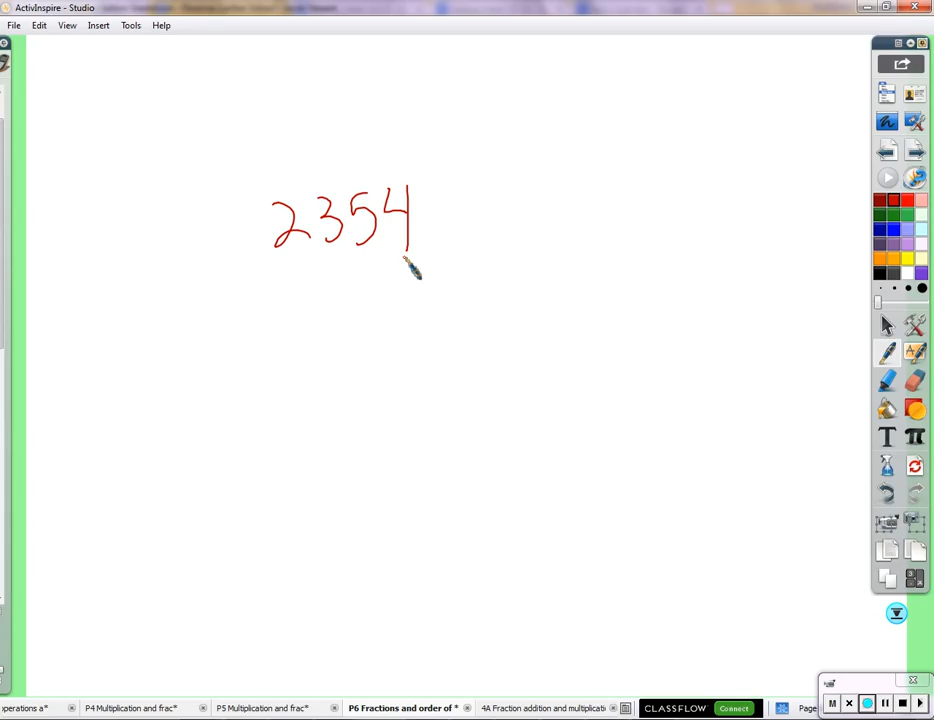 ActivInspire - Studio
File Edit View Insert Tools Help
2354
operations a* P4 Multiplication and frac* P5 Multiplication and frac* P6 Fractions and order of * 4A Fraction addition and multiplicati CLASSFLOW Connect Page
M